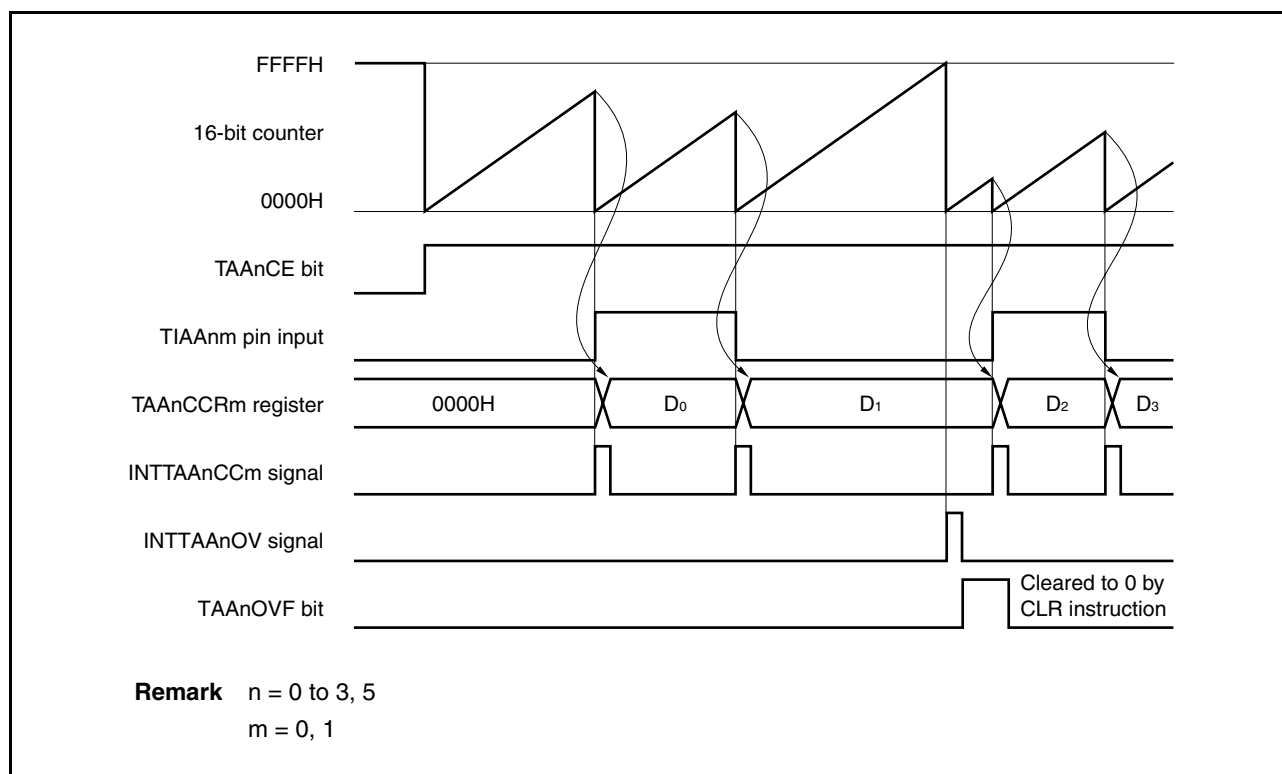 FFFFH
16-bit counter
0000H
TAAnCE bit
TIAAnm pin input
TAAnCCRm register
0000H
D0
D1
D2
D3
INTTAAnCCm signal
INTTAAnOV signal
TAAnOVF bit
Cleared to 0 by
CLR instruction
Remark n = 0 to 3, 5
m = 0, 1